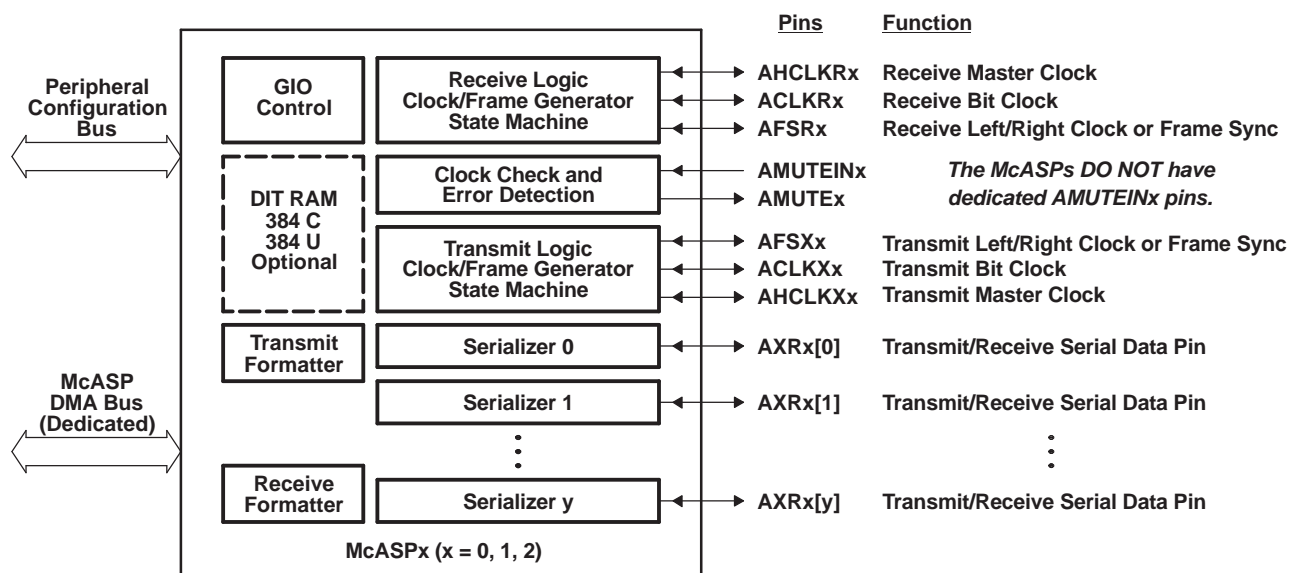 Pins Function
Peripheral
Configuration
Bus
GIO
Control
Receive Logic
Clock/Frame Generator
State Machine
AHCLKRx Receive Master Clock
ACLKRx Receive Bit Clock
AFSRx Receive Left/Right Clock or Frame Sync
DIT RAM
384 C
384 U
Optional
Clock Check and
Error Detection
AMUTEINx
AMUTEx
The McASPs DO NOT have
dedicated AMUTEINx pins.
Transmit Logic
Clock/Frame Generator
State Machine
AFSXx Transmit Left/Right Clock or Frame Sync
ACLKXx Transmit Bit Clock
AHCLKXx Transmit Master Clock
Transmit
Formatter
Serializer 0
AXRx[0] Transmit/Receive Serial Data Pin
McASP
DMA Bus
(Dedicated)
Serializer 1
AXRx[1] Transmit/Receive Serial Data Pin
Receive
Formatter
Serializer y
AXRx[y] Transmit/Receive Serial Data Pin
McASPx (x = 0, 1, 2)